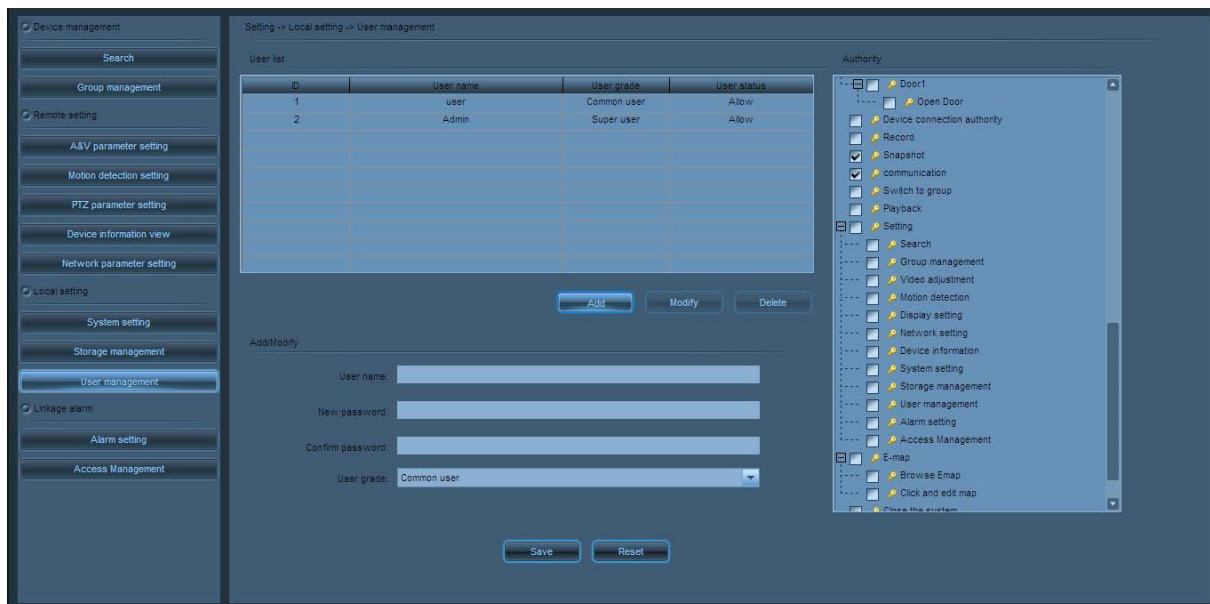 Device management
Search
Group management
Remote setting
A&V parameter setting
Motion detection setting
PTZ parameter setting
Device information view
Network parameter setting
Local setting
System setting
Storage management
User management
Linkage alarm
Alarm setting
Access Management
Setting -> Local setting -> User management
User list
ID User name User grade User status
1 user Common user Allow
2 Admin Super user Allow
Add Modify Delete
Add/Modify
User name:
New password:
Confirm password:
User grade: Common user
Save Reset
Authority
Door1
Open Door
Device connection authority
Record
Snapshot
communication
Switch to group
Playback
Setting
Search
Group management
Video adjustment
Motion detection
Display setting
Network setting
Device information
System setting
Storage management
User management
Alarm setting
Access Management
E-map
Browse Emap
Click and edit map
Close the system